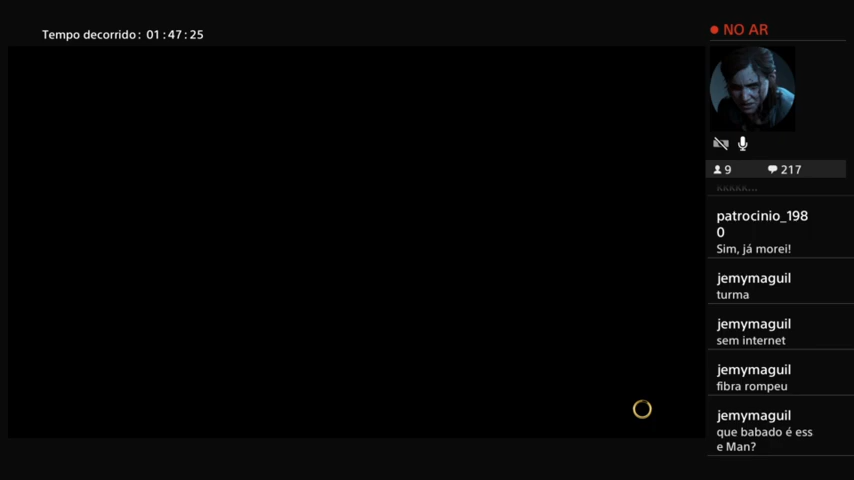 Tempo decorrido: 01:47:25
NO AR
9 217
patrocinio_198
0
Sim, já morei!
jemymaguil
turma
jemymaguil
sem internet
jemymaguil
fibra rompeu
jemymaguil
que babado é ess
e Man?